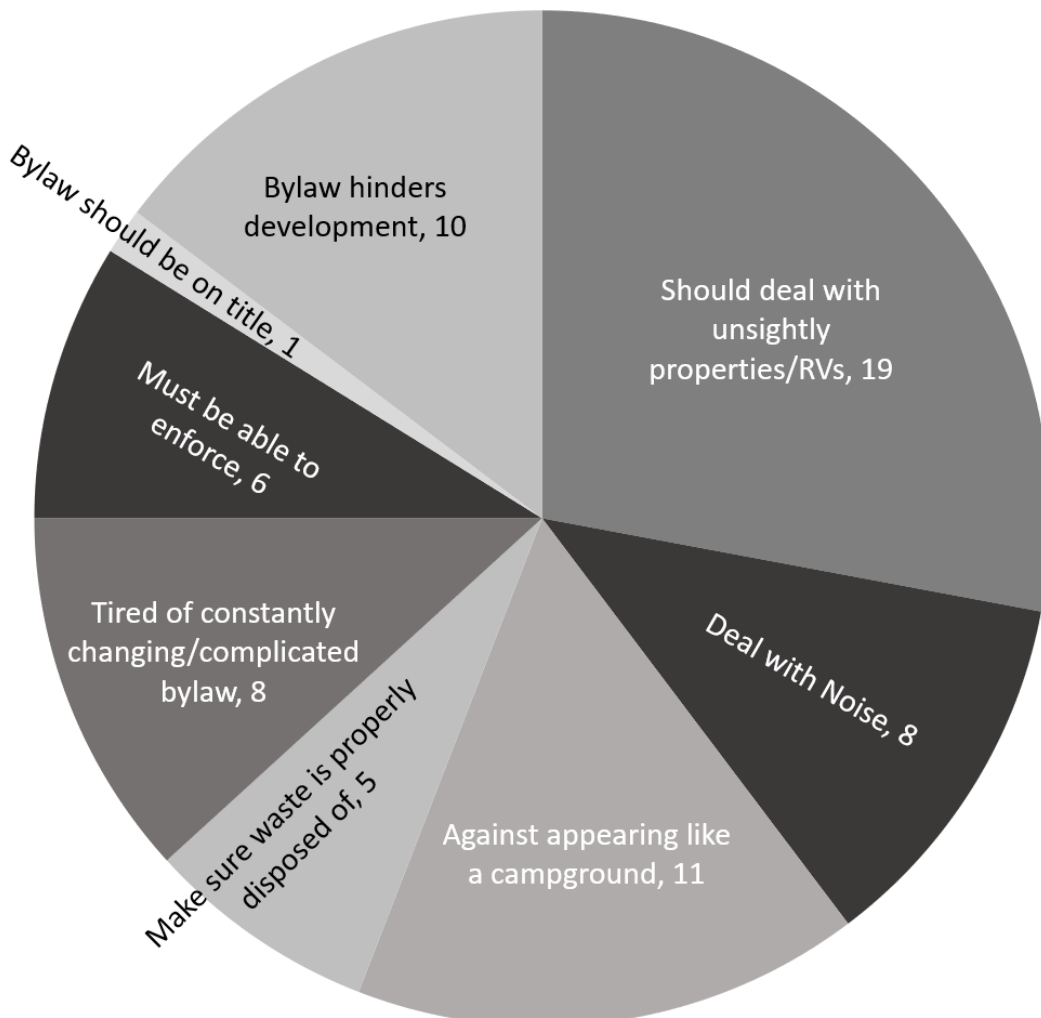 Bylaw hinders
development, 10
Should deal with
unsightly
properties/RVs, 19
Bylaw should be on title, 1
Must be able to
enforce, 6
Deal with Noise, 8
Tired of constantly
changing/complicated
bylaw, 8
Make sure waste is properly
disposed of, 5
Against appearing like
a campground, 11